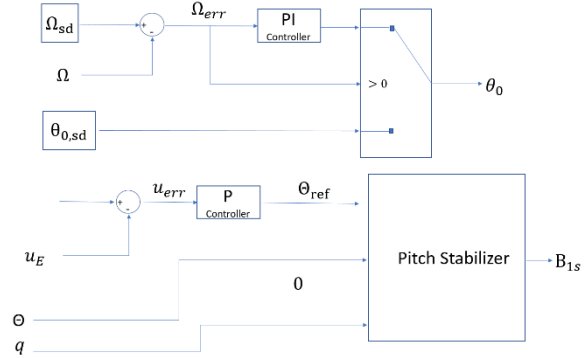 Ω_sd
+
-
Ω_err
PI
Controller
Ω
> 0
θ_0
θ_0,sd
+
-
u_err
P
Controller
Θ_ref
u_E
Pitch Stabilizer
B_1s
0
Θ
q